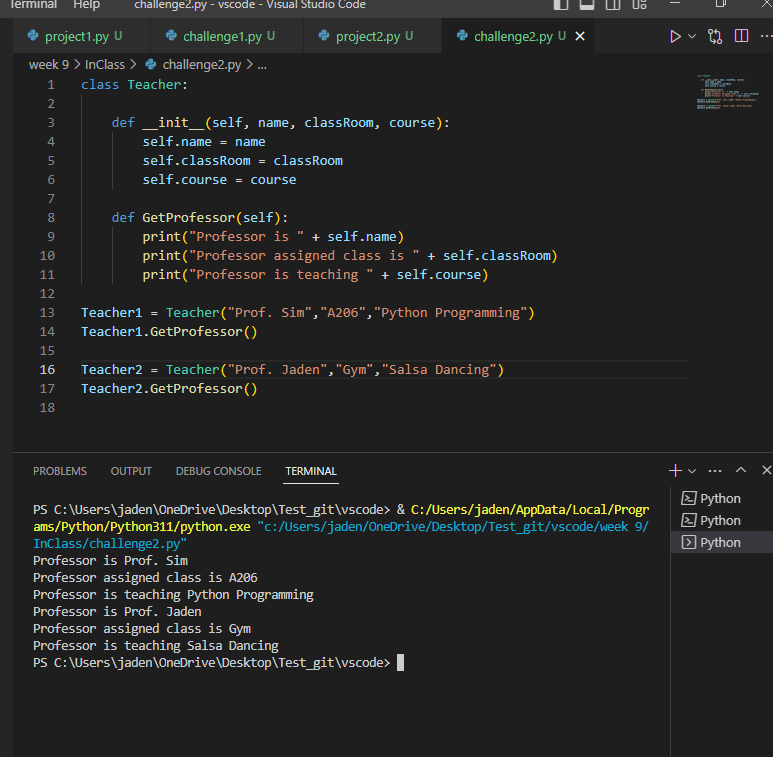 Terminal Help challenge2.py - vscode - Visual Studio Code
project1.py U challenge1.py U project2.py U challenge2.py U
week 9 > InClass > challenge2.py > ...
1 class Teacher:
2
3     def __init__(self, name, classRoom, course):
4         self.name = name
5         self.classRoom = classRoom
6         self.course = course
7
8     def GetProfessor(self):
9         print("Professor is " + self.name)
10         print("Professor assigned class is " + self.classRoom)
11         print("Professor is teaching " + self.course)
12
13 Teacher1 = Teacher("Prof. Sim","A206","Python Programming")
14 Teacher1.GetProfessor()
15
16 Teacher2 = Teacher("Prof. Jaden","Gym","Salsa Dancing")
17 Teacher2.GetProfessor()
18
PROBLEMS OUTPUT DEBUG CONSOLE TERMINAL
PS C:\Users\jaden\OneDrive\Desktop\Test_git\vscode> & C:/Users/jaden/AppData/Local/Progr
ams/Python/Python311/python.exe "c:/Users/jaden/OneDrive/Desktop/Test_git/vscode/week 9/
InClass/challenge2.py"
Professor is Prof. Sim
Professor assigned class is A206
Professor is teaching Python Programming
Professor is Prof. Jaden
Professor assigned class is Gym
Professor is teaching Salsa Dancing
PS C:\Users\jaden\OneDrive\Desktop\Test_git\vscode>
Python
Python
Python